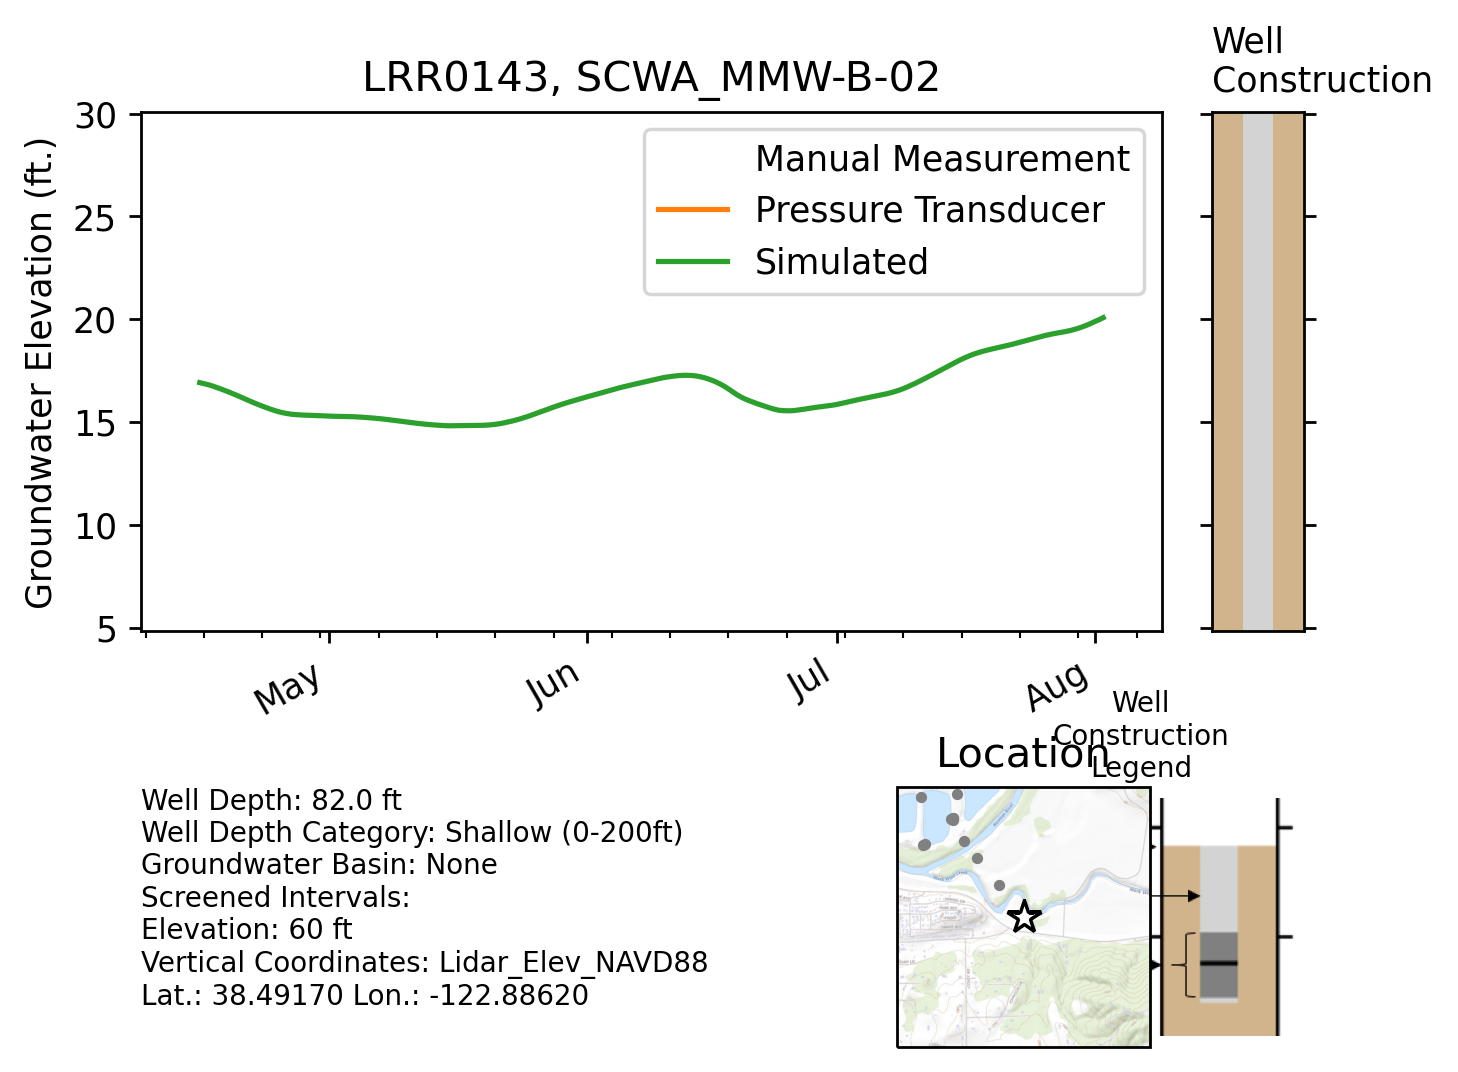 Well
Construction
LRR0143, SCWA_MMW-B-02
Groundwater Elevation (ft.)
30
25
20
15
10
5
Manual Measurement
Pressure Transducer
Simulated
May
Jun
Jul
Aug
Well
Construction
Legend
Location
Well Depth: 82.0 ft
Well Depth Category: Shallow (0-200ft)
Groundwater Basin: None
Screened Intervals:
Elevation: 60 ft
Vertical Coordinates: Lidar_Elev_NAVD88
Lat.: 38.49170 Lon.: -122.88620